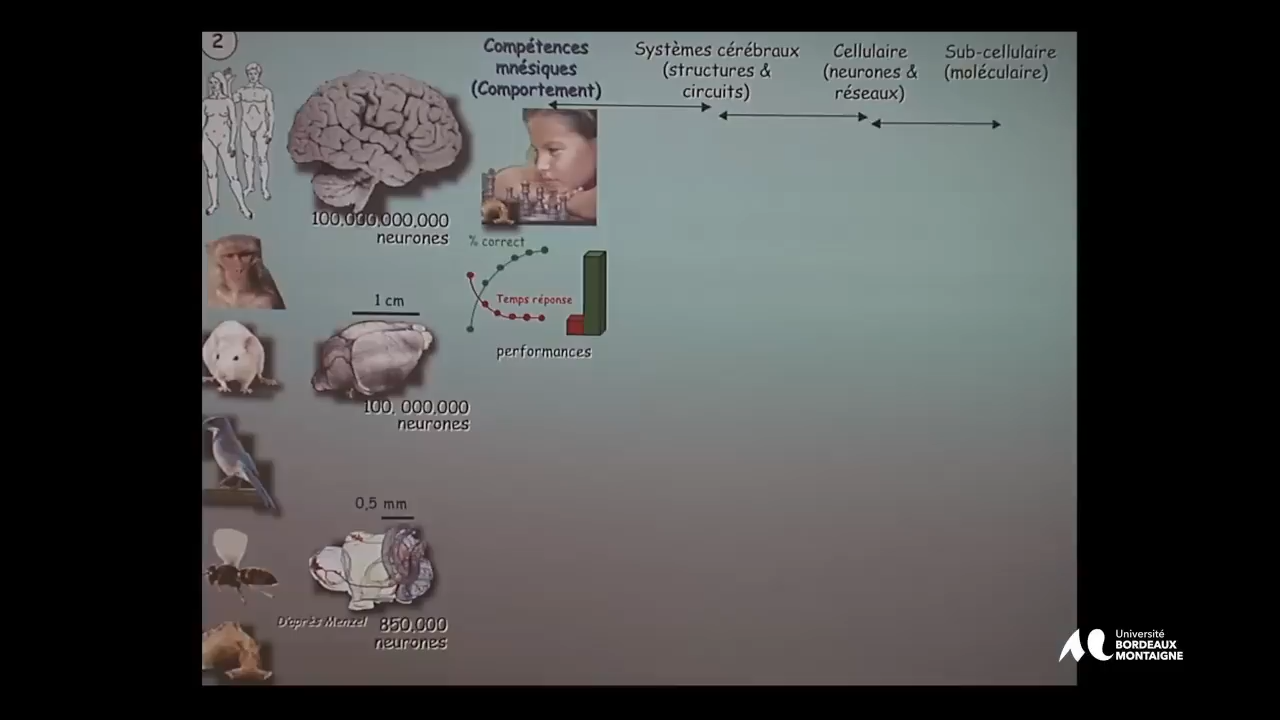 2
Compétences
mnésiques
(Comportement)
Systèmes cérébraux
(structures &
circuits)
Cellulaire
(neurones &
réseaux)
Sub-cellulaire
(moléculaire)
100,000,000,000
neurones
% correct
Temps réponse
performances
1 cm
100, 000,000
neurones
0,5 mm
D'après Menzel
850,000
neurones
Université
BORDEAUX
MONTAIGNE